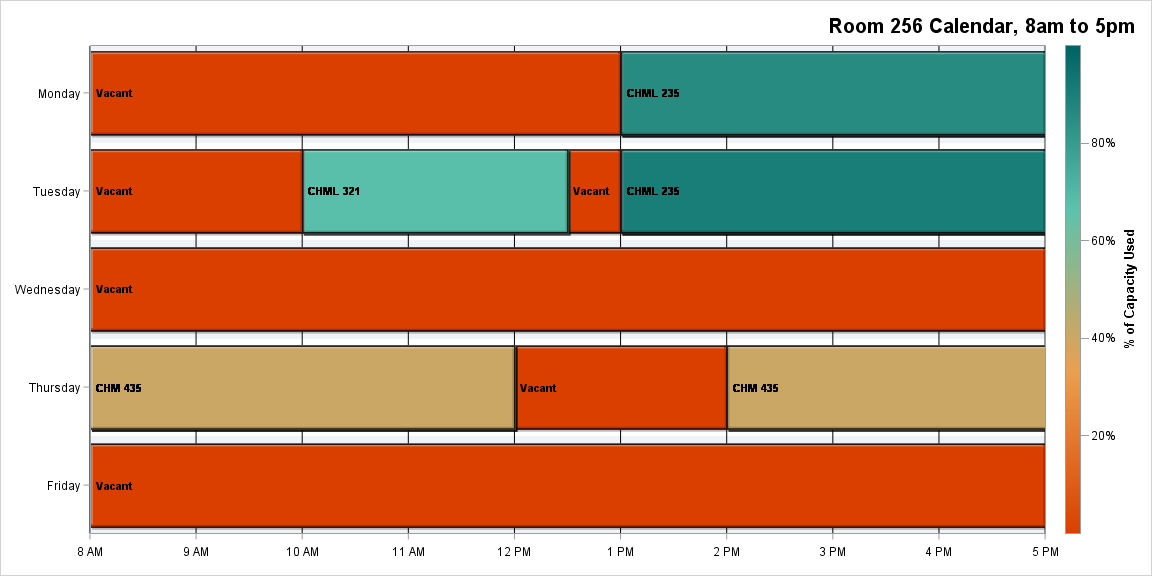 Room 256 Calendar, 8am to 5pm
Monday
Vacant
CHML 235
Tuesday
Vacant
CHML 321
Vacant
CHML 235
Wednesday
Vacant
Thursday
CHM 435
Vacant
CHM 435
Friday
Vacant
8 AM
9 AM
10 AM
11 AM
12 PM
1 PM
2 PM
3 PM
4 PM
5 PM
80%
60%
40%
20%
% of Capacity Used